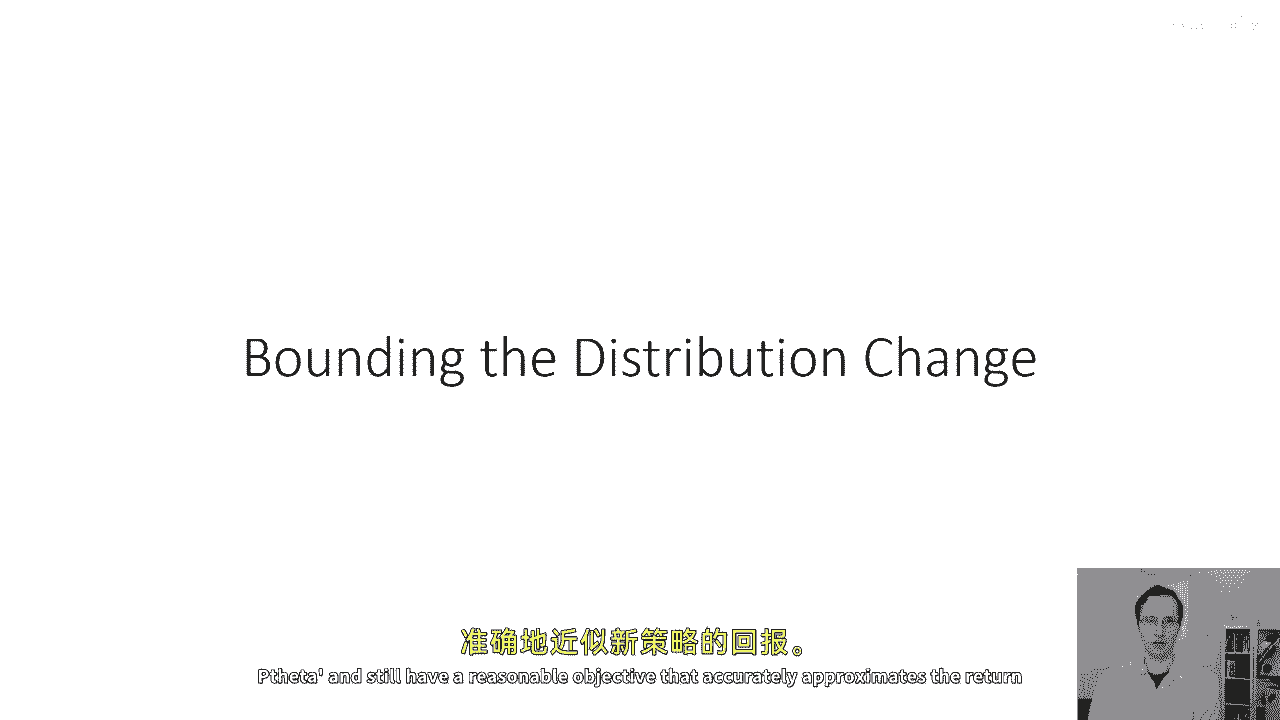 Bounding the Distribution Change
准确地近似新策略的回报。
Ptheta' and still have a reasonable objective that accurately approximates the return